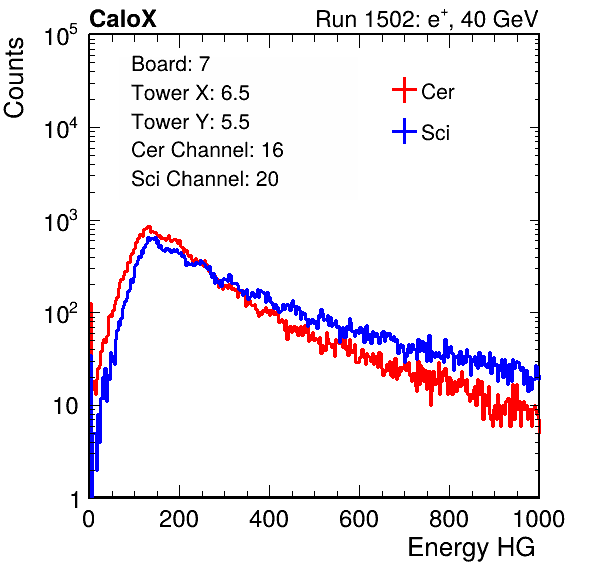 CaloX Run 1502: e⁺, 40 GeV
Counts
Board: 7
Tower X: 6.5
Tower Y: 5.5
Cer Channel: 16
Sci Channel: 20
Cer
Sci
10⁵
10⁴
10³
10²
10
1
0 200 400 600 800 1000
Energy HG